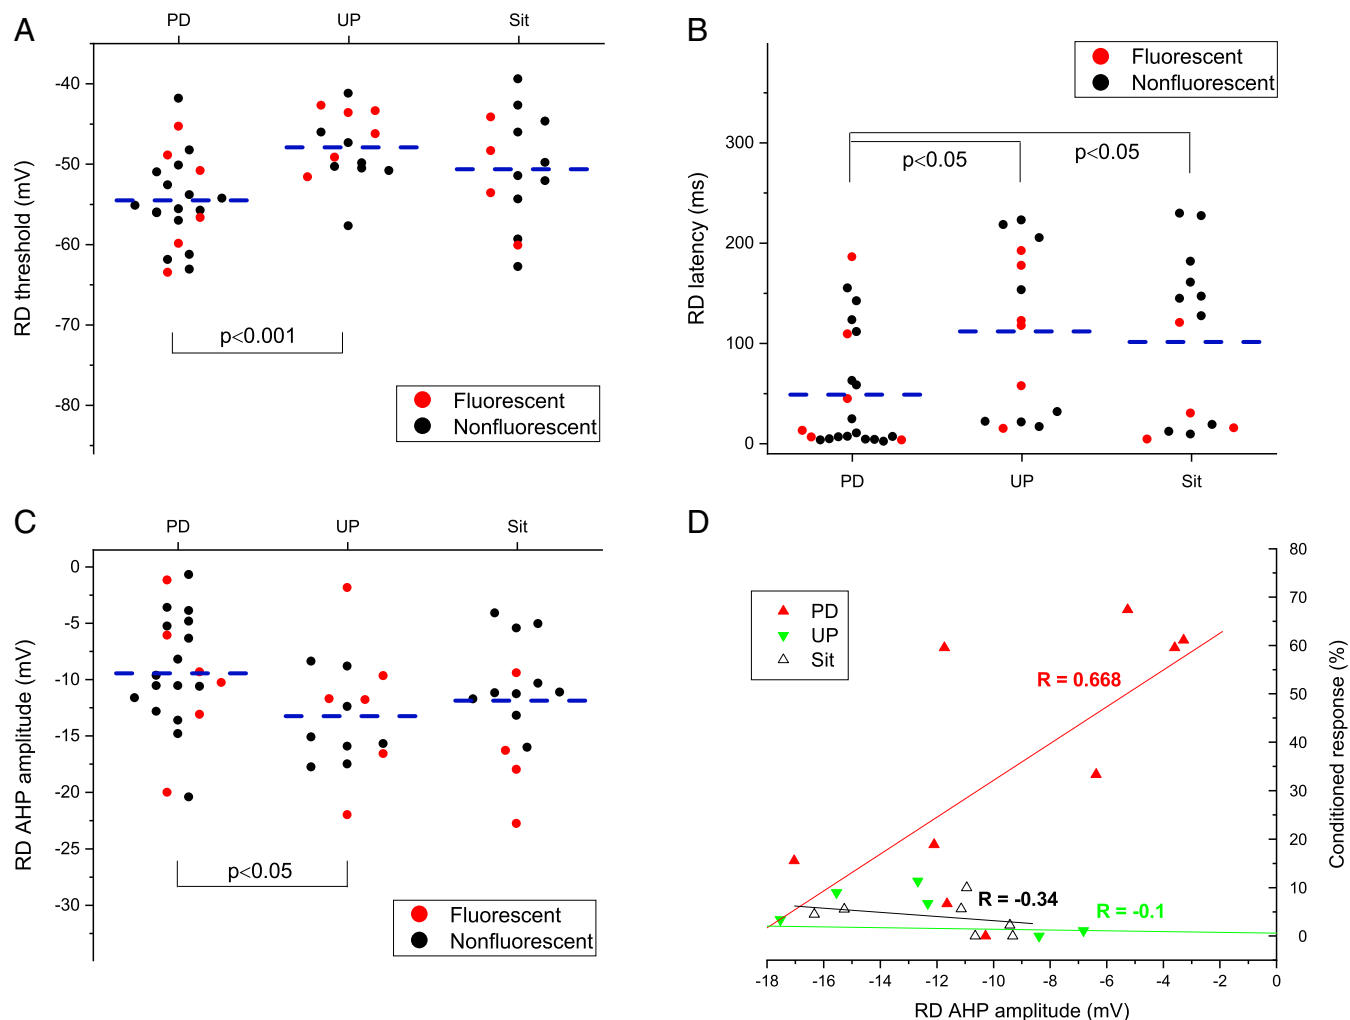 A
PD UP Sit
-40
-50
-60
-70
-80
RD threshold (mV)
p<0.001
Fluorescent
Nonfluorescent
B
Fluorescent
Nonfluorescent
300
200
100
0
RD latency (ms)
p<0.05 p<0.05
PD UP Sit
C
PD UP Sit
0
-5
-10
-15
-20
-25
-30
RD AHP amplitude (mV)
p<0.05
Fluorescent
Nonfluorescent
D
PD
UP
Sit
R = 0.668
R = -0.34
R = -0.1
80
70
60
50
40
30
20
10
0
Conditioned response (%)
-18 -16 -14 -12 -10 -8 -6 -4 -2 0
RD AHP amplitude (mV)